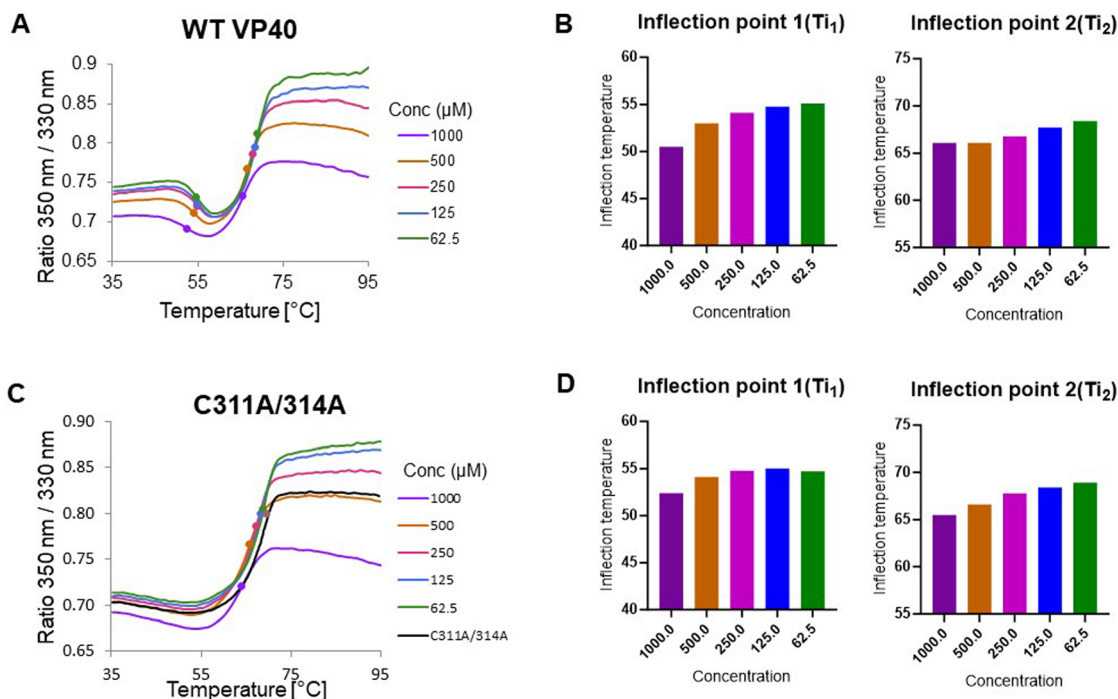 A
WT VP40
Ratio 350 nm / 330 nm
0.9
0.85
0.8
0.75
0.7
0.65
35
55
75
95
Temperature [°C]
Conc (µM)
1000
500
250
125
62.5
B
Inflection point 1(Ti₁)
Inflection temperature
60
55
50
45
40
1000.0
500.0
250.0
125.0
62.5
Concentration
Inflection point 2(Ti₂)
Inflection temperature
75
70
65
60
55
1000.0
500.0
250.0
125.0
62.5
Concentration
C
C311A/314A
Ratio 350 nm / 330 nm
0.90
0.85
0.80
0.75
0.70
0.65
35
55
75
95
Temperature [°C]
Conc (µM)
1000
500
250
125
62.5
C311A/314A
D
Inflection point 1(Ti₁)
Inflection temperature
60
55
50
45
40
1000.0
500.0
250.0
125.0
62.5
Concentration
Inflection point 2(Ti₂)
Inflection temperature
75
70
65
60
55
1000.0
500.0
250.0
125.0
62.5
Concentration